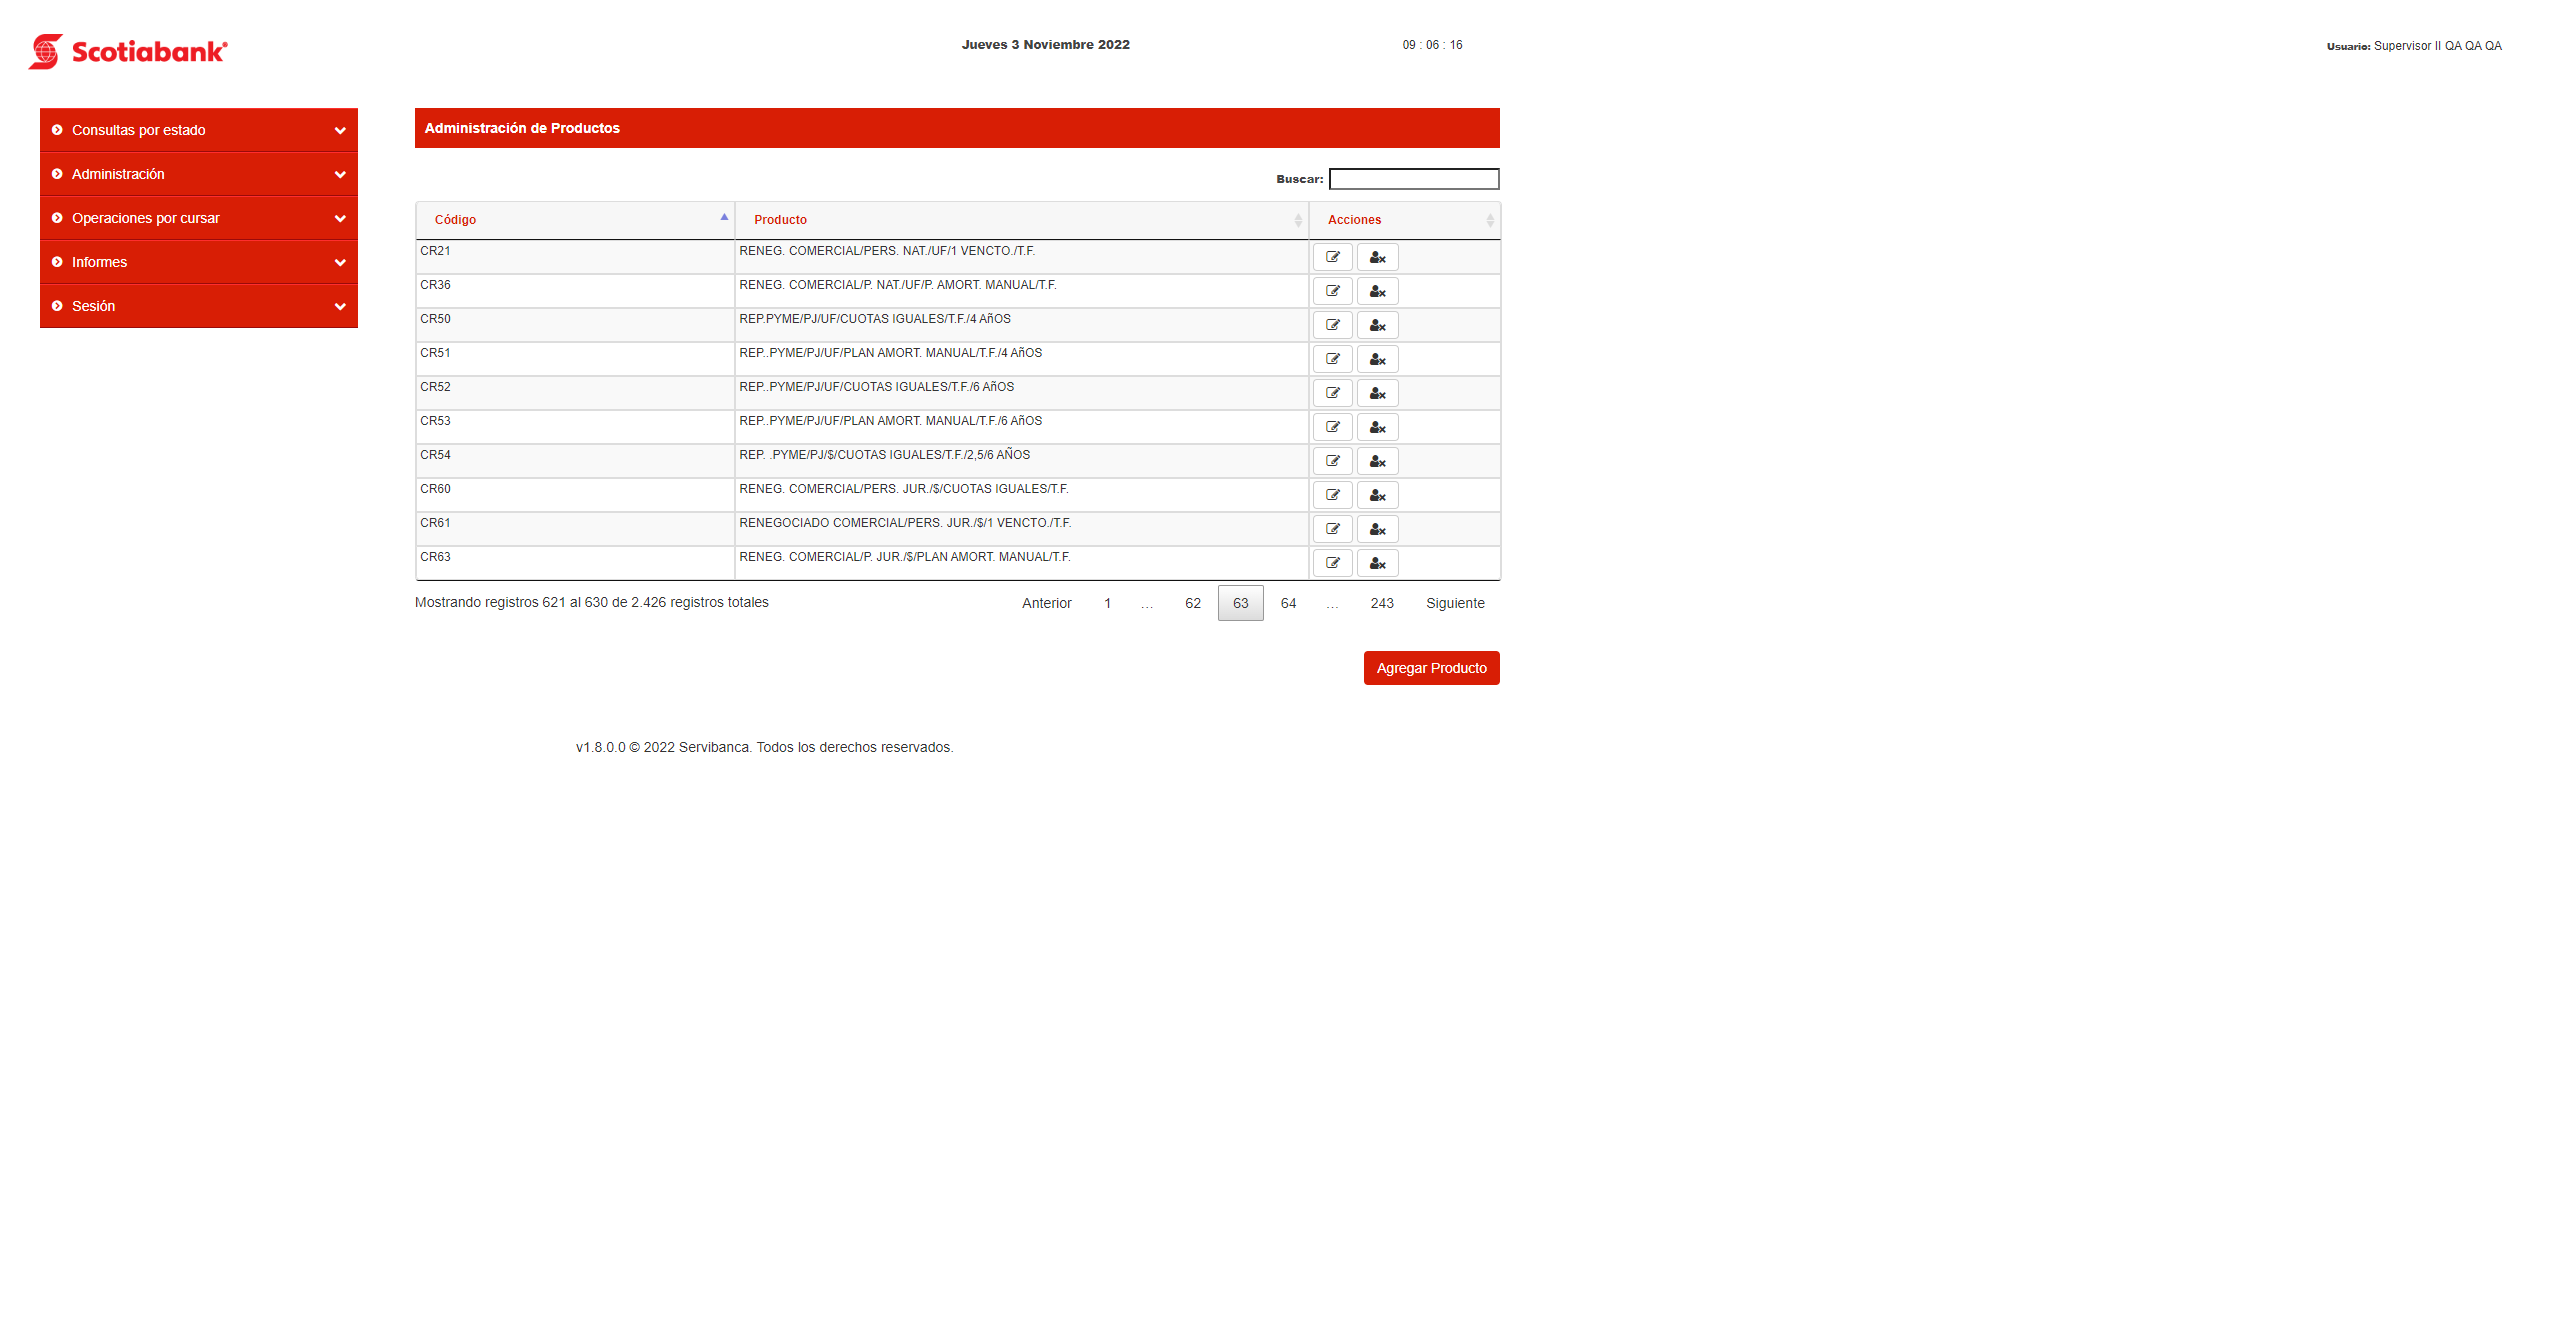 Scotiabank®
Jueves 3 Noviembre 2022
09 : 06 : 16
Usuario: Supervisor II QA QA QA
Consultas por estado
Administración
Operaciones por cursar
Informes
Sesión
Administración de Productos
Buscar:
Código Producto Acciones
CR21 RENEG. COMERCIAL/PERS. NAT./UF/1 VENCTO./T.F.
CR36 RENEG. COMERCIAL/P. NAT./UF/P. AMORT. MANUAL/T.F.
CR50 REP.PYME/PJ/UF/CUOTAS IGUALES/T.F./4 AñOS
CR51 REP..PYME/PJ/UF/PLAN AMORT. MANUAL/T.F./4 AñOS
CR52 REP..PYME/PJ/UF/CUOTAS IGUALES/T.F./6 AñOS
CR53 REP..PYME/PJ/UF/PLAN AMORT. MANUAL/T.F./6 AñOS
CR54 REP. .PYME/PJ/$/CUOTAS IGUALES/T.F./2,5/6 AÑOS
CR60 RENEG. COMERCIAL/PERS. JUR./$/CUOTAS IGUALES/T.F.
CR61 RENEGOCIADO COMERCIAL/PERS. JUR./$/1 VENCTO./T.F.
CR63 RENEG. COMERCIAL/P. JUR./$/PLAN AMORT. MANUAL/T.F.
Mostrando registros 621 al 630 de 2.426 registros totales
Anterior 1 … 62 63 64 … 243 Siguiente
Agregar Producto
v1.8.0.0 © 2022 Servibanca. Todos los derechos reservados.